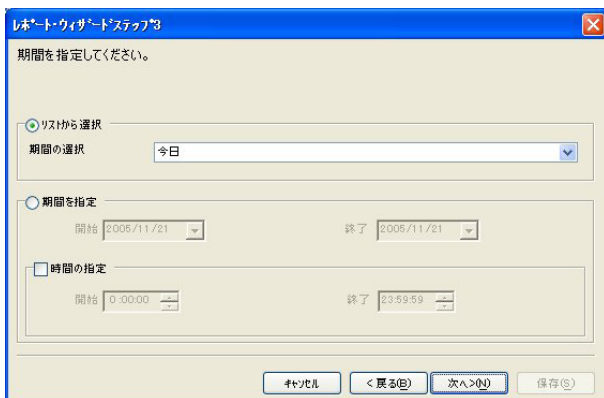 レポート・ウィザードステップ3
期間を指定してください。
リストから選択
期間の選択 今日
期間を指定
開始 2005/11/21 終了 2005/11/21
時間の指定
開始 0:00:00 終了 23:59:59
キャンセル <戻る(B) 次へ>(N) 保存(S)